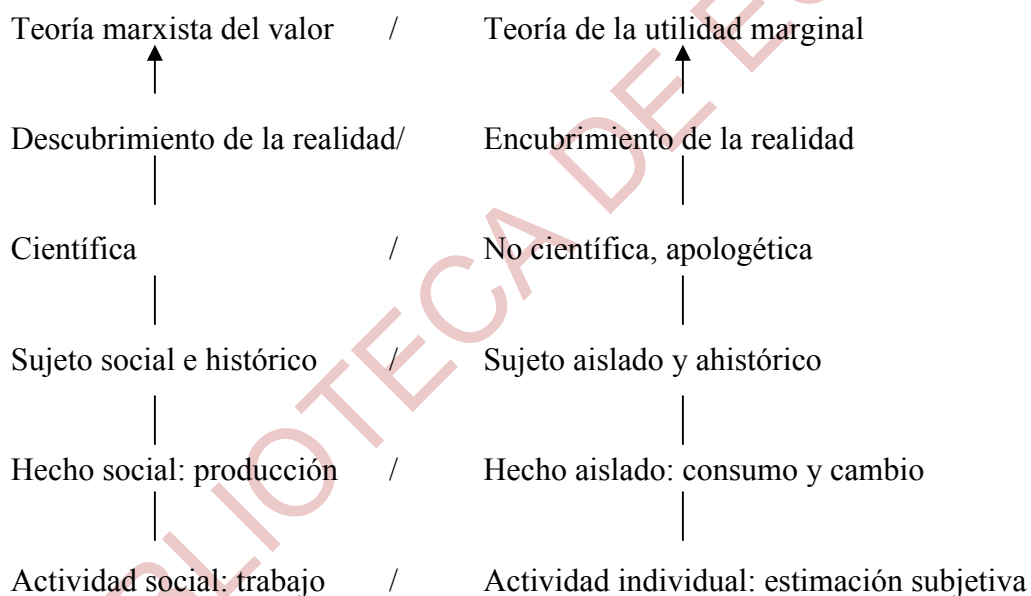 Teoría marxista del valor / Teoría de la utilidad marginal
Descubrimiento de la realidad/ Encubrimiento de la realidad
Científica / No científica, apologética
Sujeto social e histórico / Sujeto aislado y ahistórico
Hecho social: producción / Hecho aislado: consumo y cambio
Actividad social: trabajo / Actividad individual: estimación subjetiva
BIBLIOTECA DE